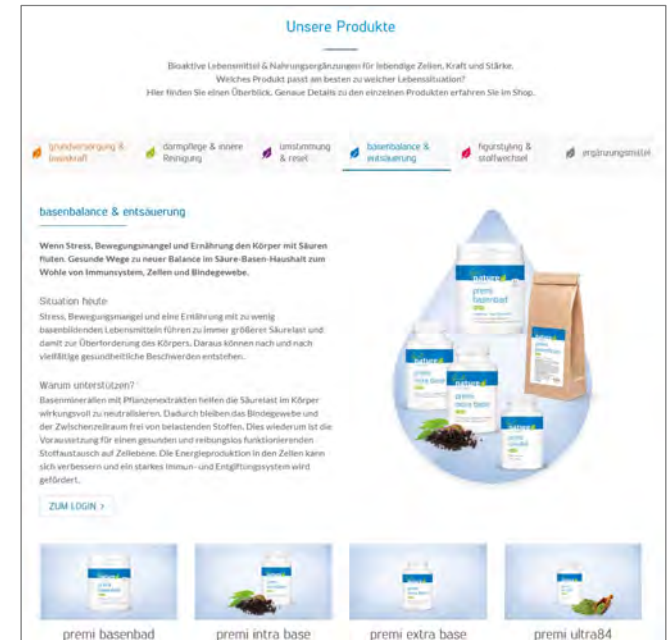 Unsere Produkte
Bioaktive Lebensmittel & Nahrungsergänzungen für lebendige Zellen, Kraft und Stärke.
Welches Produkt passt am besten zu welcher Lebenssituation?
Hier finden Sie einen Überblick. Genaue Details zu den einzelnen Produkten erfahren Sie im Shop.
grundversorgung &
basiskraft
darmpflege & innere
Reinigung
umstimmung
& reset
basenbalance &
entsäuerung
figurstyling &
stoffwechsel
ergänzungsmittel
basenbalance & entsäuerung
Wenn Stress, Bewegungsmangel und Ernährung den Körper mit Säuren
fluten. Gesunde Wege zu neuer Balance im Säure-Basen-Haushalt zum
Wohle von Immunsystem, Zellen und Bindegewebe.
Situation heute
Stress, Bewegungsmangel und eine Ernährung mit zu wenig
basenbildenden Lebensmitteln führen zu immer größerer Säurelast und
damit zur Überforderung des Körpers. Daraus können nach und nach
vielfältige gesundheitliche Beschwerden entstehen.
Warum unterstützen?
Basenmineralien mit Pflanzenextrakten helfen die Säurelast im Körper
wirkungsvoll zu neutralisieren. Dadurch bleiben das Bindegewebe und
der Zwischenzellraum frei von belastenden Stoffen. Dies wiederum ist die
Voraussetzung für einen gesunden und reibungslos funktionierenden
Stoffaustausch auf Zellebene. Die Energieproduktion in den Zellen kann
sich verbessern und ein starkes Immun- und Entgiftungssystem wird
gefördert.
ZUM LOGIN >
nature
premi
basenbad
nature
premi
intra base
premi basenbad
premi intra base
premi extra base
premi ultra84